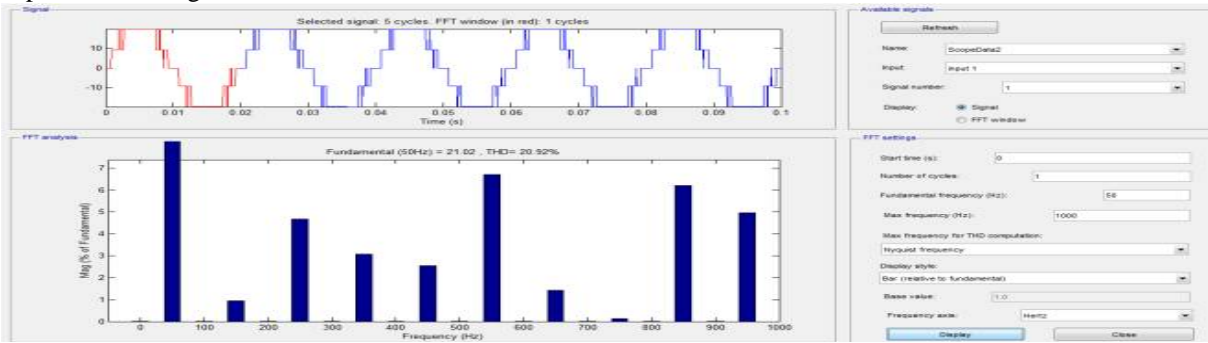 Signal
Selected signal: 5 cycles. FFT window (in red): 1 cycles
10
0
-10
0
0.01
0.02
0.03
0.04
0.05
0.06
0.07
0.08
0.09
0.1
Time (s)
FFT analysis
Fundamental (50Hz) = 21.02 , THD= 20.92%
Mag (% of Fundamental)
7
6
5
4
3
2
1
0
0
100
200
300
400
500
600
700
800
900
1000
Frequency (Hz)
Available signals
Refresh
Name:
ScopeData2
Input:
input 1
Signal number:
1
Display:
Signal
FFT window
FFT settings
Start time (s):
0
Number of cycles:
1
Fundamental frequency (Hz):
50
Max frequency (Hz):
1000
Max frequency for THD computation:
Nyquist frequency
Display style:
Bar (relative to fundamental)
Base value:
1.0
Frequency axis:
Hertz
Display
Close